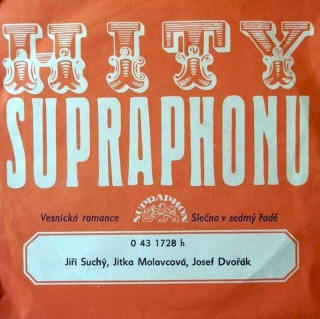 HITY
SUPRAPHONU
Vesnická romance SUPRAPHON Slečna v sedmý řadě
0 43 1728 h
Jiří Suchý, Jitka Molavcová, Josef Dvořák